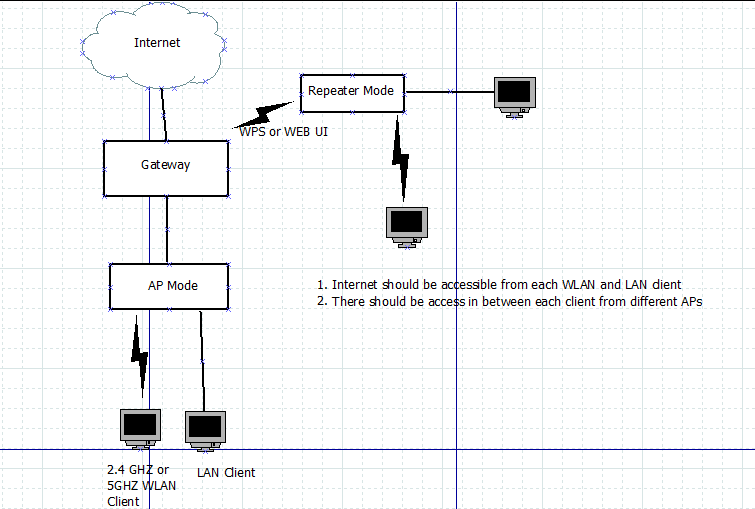 Internet
Repeater Mode
WPS or WEB UI
Gateway
AP Mode
1. Internet should be accessible from each WLAN and LAN client
2. There should be access in between each client from different APs
2.4 GHZ or
5GHZ WLAN
Client
LAN Client